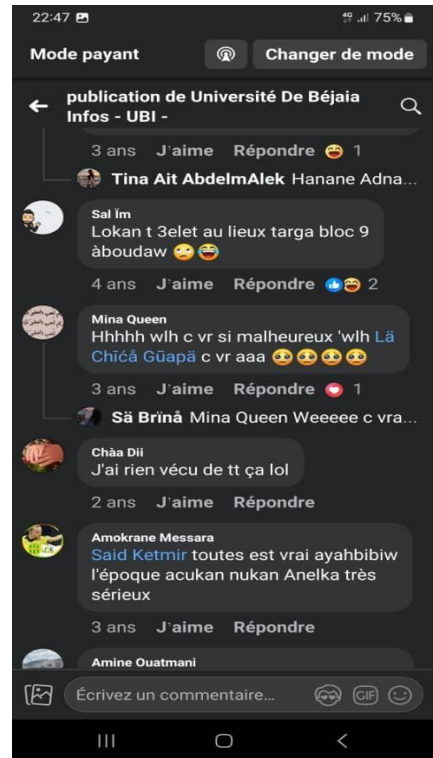 22:47 4G 75%
Mode payant Changer de mode
publication de Université De Béjaia
Infos - UBI -
3 ans J'aime Répondre 1
Tina Ait AbdelmAlek Hanane Adna...
Sal Ïm
Lokan t 3elet au lieux targa bloc 9
àboudaw 🙄😂
4 ans J'aime Répondre 2
Mina Queen
Hhhhh wlh c vr si malheureux 'wlh Lä
Chīćå Gūapä c vr aaa 🥺🥺🥺🥺
3 ans J'aime Répondre 1
Sä Brïnå Mina Queen Weeeee c vra...
Chàa Dii
J'ai rien vécu de tt ça lol
2 ans J'aime Répondre
Amokrane Messara
Said Ketmir toutes est vrai ayahbibiw
l'époque acukan nukan Anelka très
sérieux
3 ans J'aime Répondre
Amine Ouatmani
Écrivez un commentaire... GIF